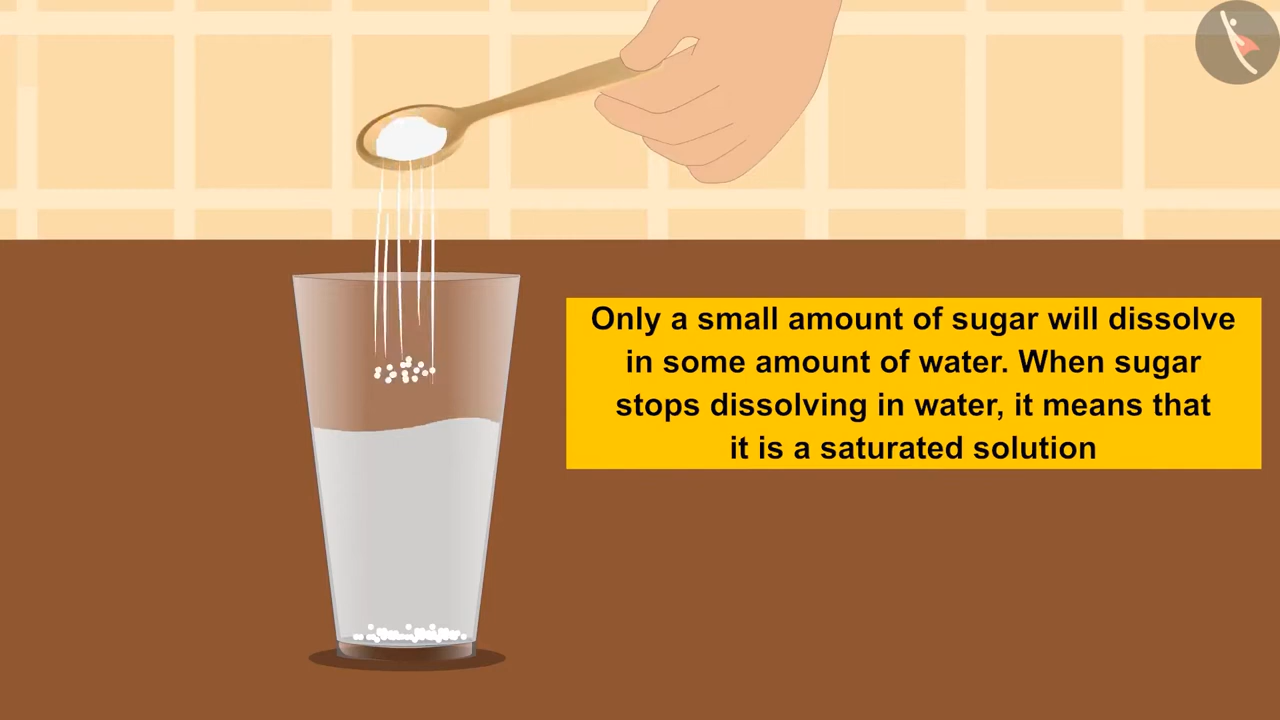 Only a small amount of sugar will dissolve
in some amount of water. When sugar
stops dissolving in water, it means that
it is a saturated solution